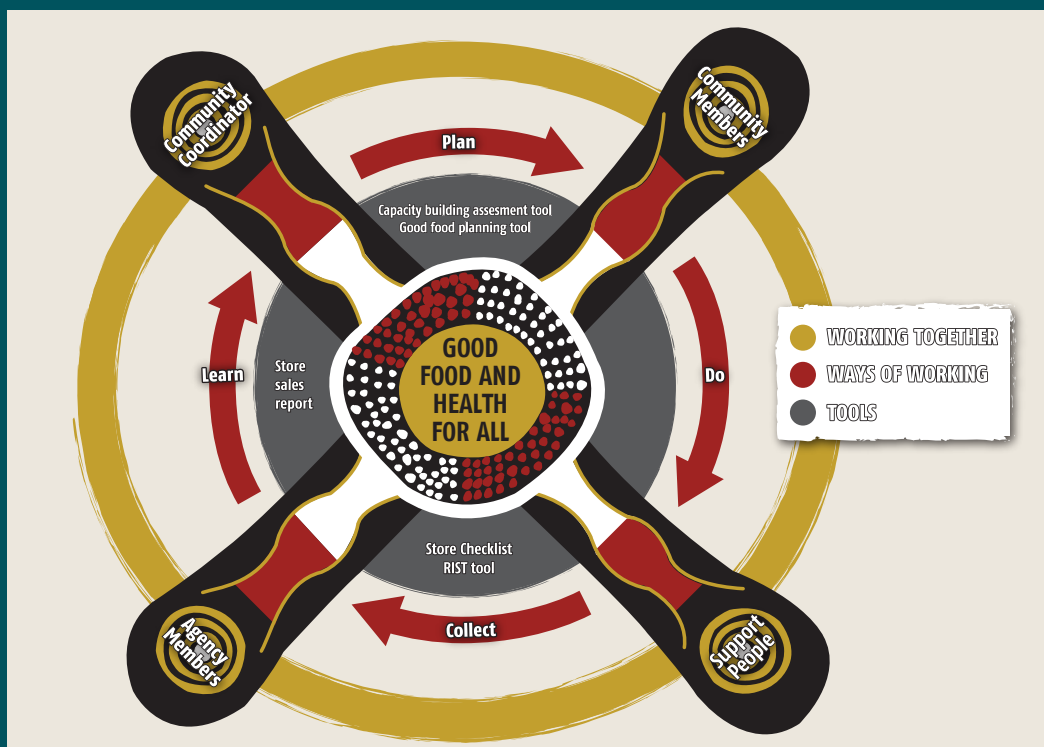 Community
Coordinator
Community
Members
Plan
Capacity building assesment tool
Good food planning tool
Learn
Store
sales
report
GOOD
FOOD AND
HEALTH
FOR ALL
Do
WORKING TOGETHER
WAYS OF WORKING
TOOLS
Store Checklist
RIST tool
Collect
Agency
Members
Support
People